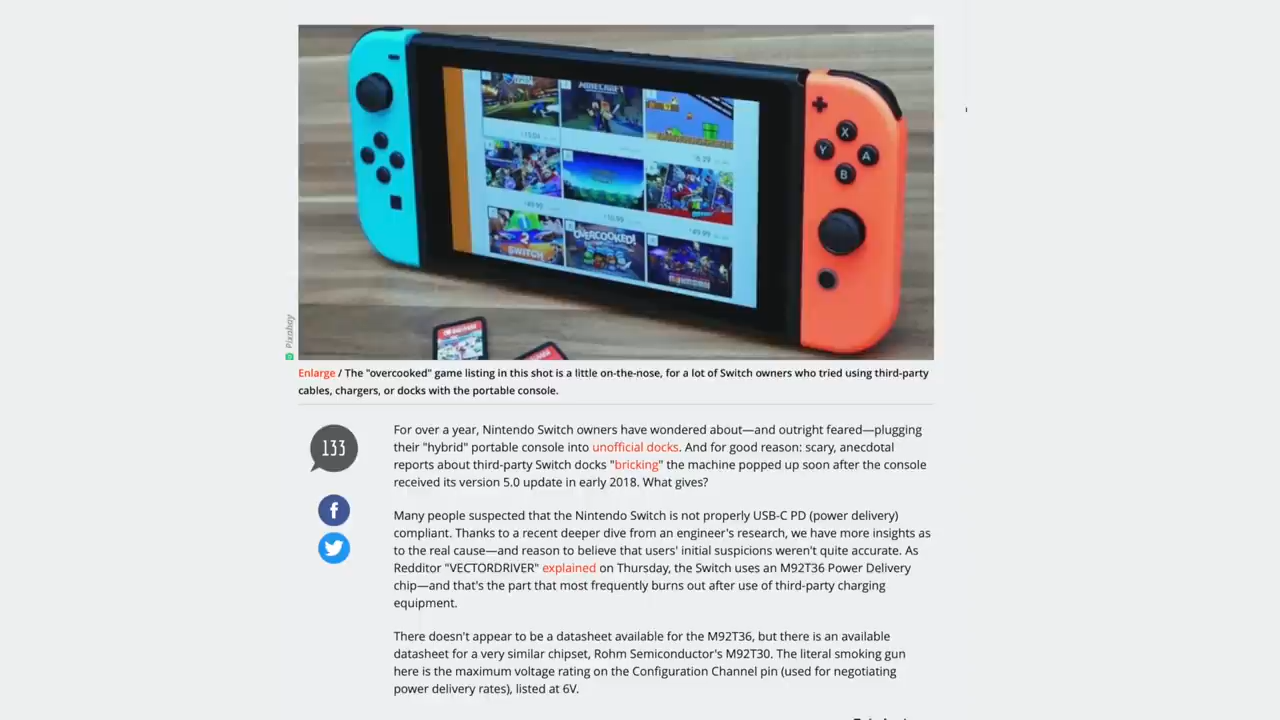 MINECRAFT
X
Y
A
B
49.99
19.99
49.99
2
SWITCH
OVERCOOKED!
Pixabay
Enlarge / The "overcooked" game listing in this shot is a little on-the-nose, for a lot of Switch owners who tried using third-party
cables, chargers, or docks with the portable console.
133
For over a year, Nintendo Switch owners have wondered about—and outright feared—plugging
their "hybrid" portable console into unofficial docks. And for good reason: scary, anecdotal
reports about third-party Switch docks "bricking" the machine popped up soon after the console
received its version 5.0 update in early 2018. What gives?
Many people suspected that the Nintendo Switch is not properly USB-C PD (power delivery)
compliant. Thanks to a recent deeper dive from an engineer's research, we have more insights as
to the real cause—and reason to believe that users' initial suspicions weren't quite accurate. As
Redditor "VECTORDRIVER" explained on Thursday, the Switch uses an M92T36 Power Delivery
chip—and that's the part that most frequently burns out after use of third-party charging
equipment.
There doesn't appear to be a datasheet available for the M92T36, but there is an available
datasheet for a very similar chipset, Rohm Semiconductor's M92T30. The literal smoking gun
here is the maximum voltage rating on the Configuration Channel pin (used for negotiating
power delivery rates), listed at 6V.